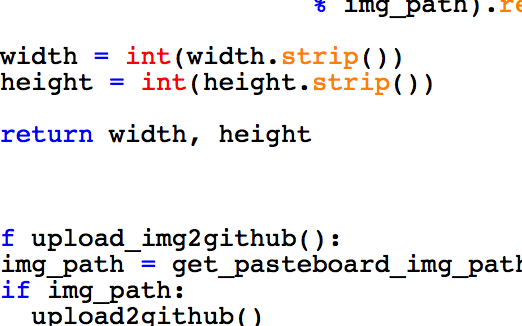 % img_path).re
width = int(width.strip())
height = int(height.strip())
return width, height
f upload_img2github():
img_path = get_pasteboard_img_path
if img_path:
upload2github()